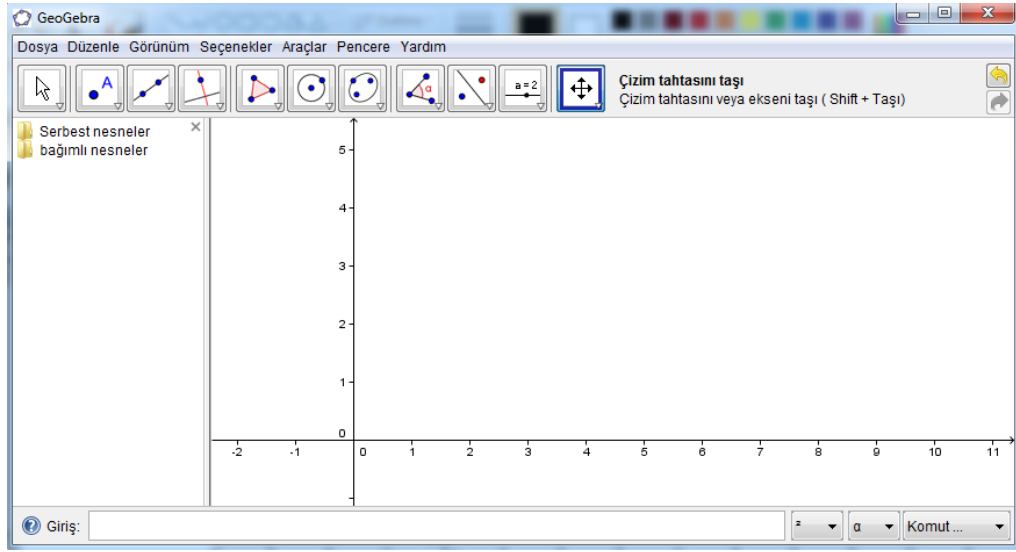 GeoGebra
Dosya Düzenle Görünüm Seçenekler Araçlar Pencere Yardım
A
α
a = 2
Çizim tahtasını taşı
Çizim tahtasını veya ekseni taşı ( Shift + Taşı)
Serbest nesneler
bağımlı nesneler
5
4
3
2
1
0
-2 -1 0 1 2 3 4 5 6 7 8 9 10 11
Giriş: ² α Komut ...